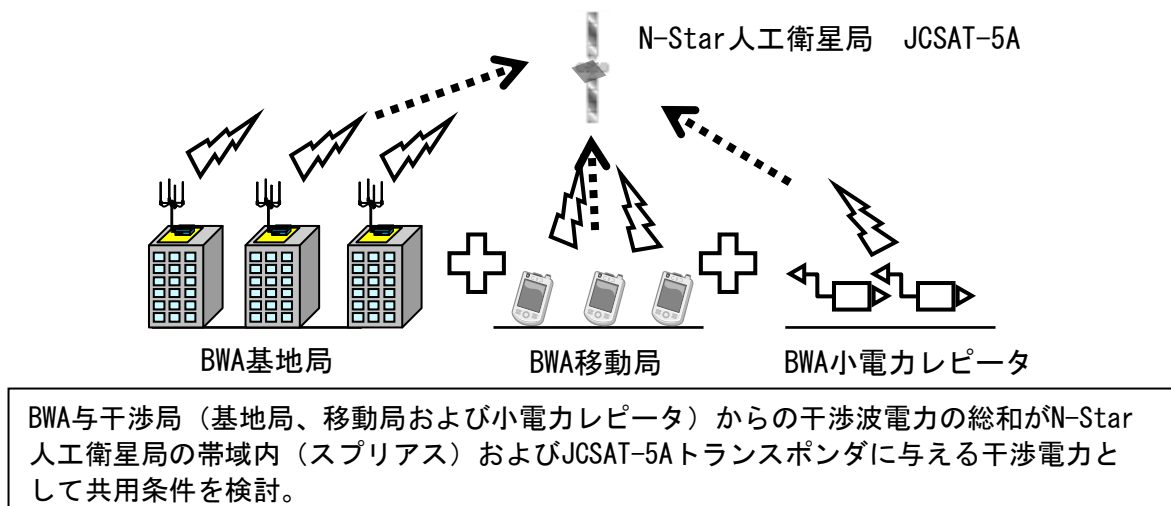 N-Star人工衛星局　JCSAT-5A
BWA基地局
BWA移動局
BWA小電力レピータ
BWA与干渉局（基地局、移動局および小電力レピータ）からの干渉波電力の総和がN-Star
人工衛星局の帯域内（スプリアス）およびJCSAT-5Aトランスポンダに与える干渉電力と
して共用条件を検討。